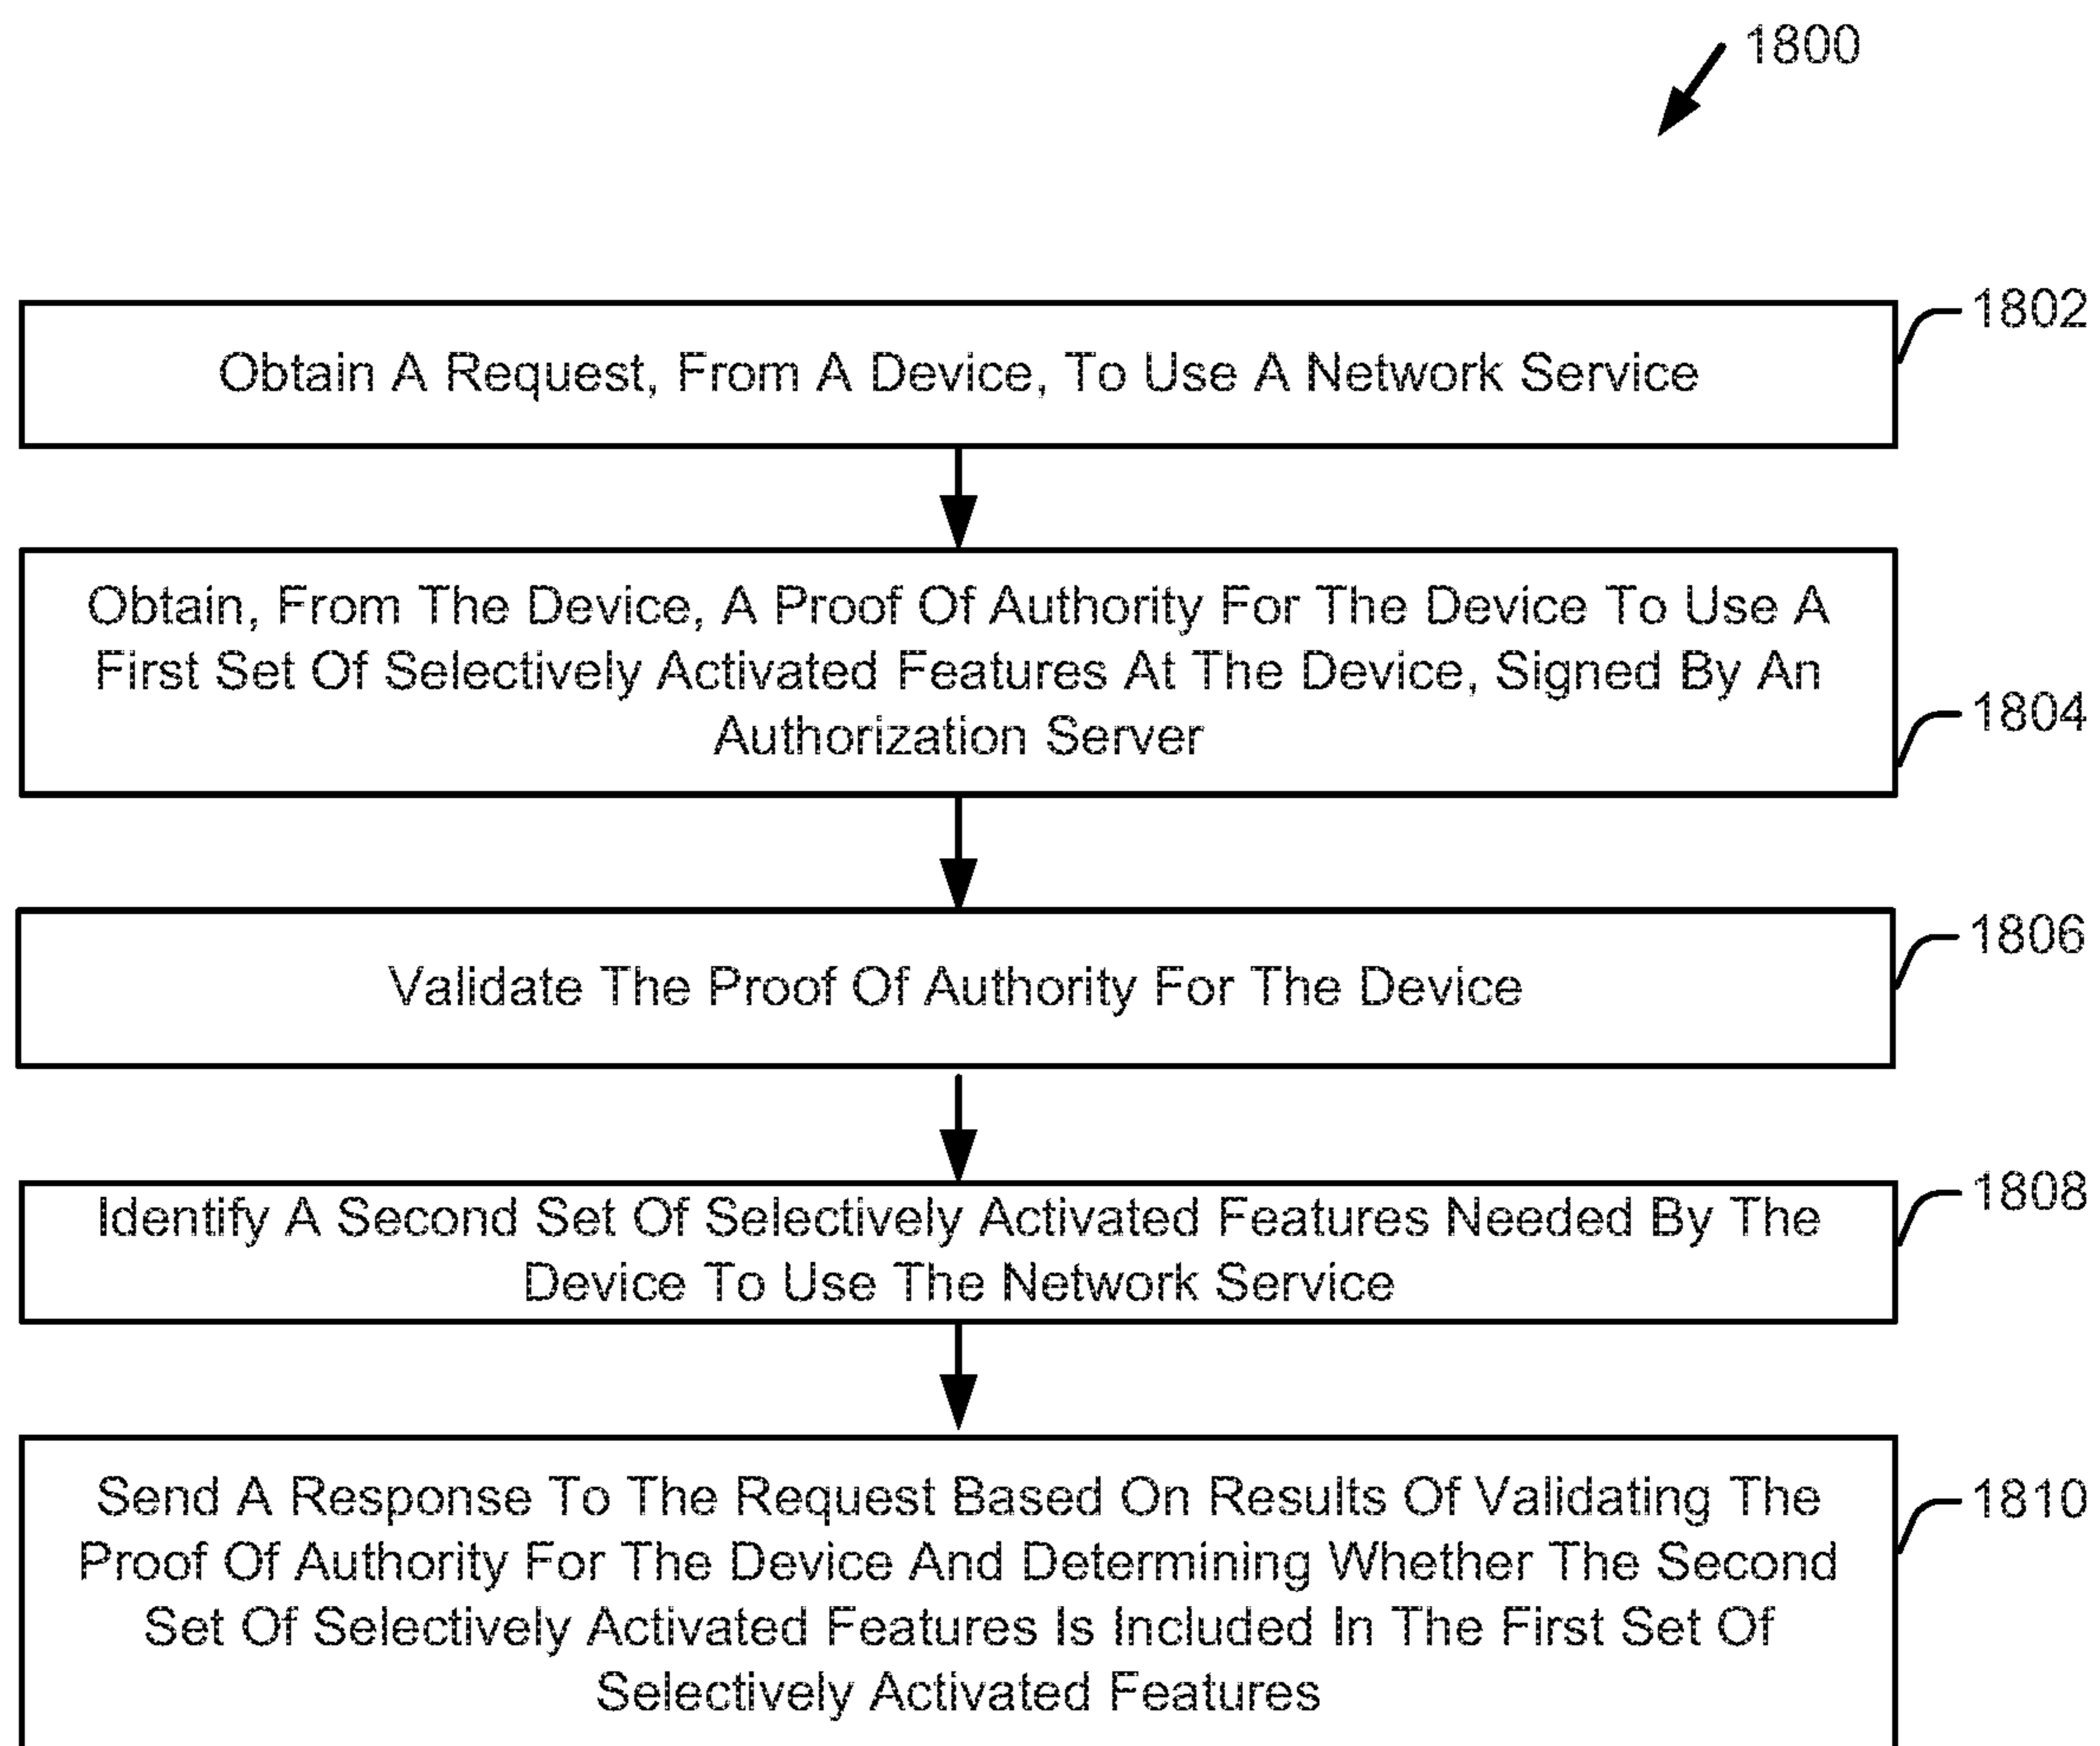 1800
Obtain A Request, From A Device, To Use A Network Service
1802
Obtain, From The Device, A Proof Of Authority For The Device To Use A
First Set Of Selectively Activated Features At The Device, Signed By An
Authorization Server
1804
Validate The Proof Of Authority For The Device
1806
Identify A Second Set Of Selectively Activated Features Needed By The
Device To Use The Network Service
1808
Send A Response To The Request Based On Results Of Validating The
Proof Of Authority For The Device And Determining Whether The Second
Set Of Selectively Activated Features Is Included In The First Set Of
Selectively Activated Features
1810